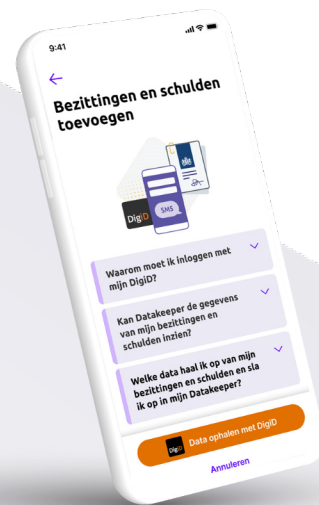 9:41
Bezittingen en schulden
toevoegen
DigiD
SMS
Waarom moet ik inloggen met
mijn DigiD?
Kan Datakeeper de gegevens
van mijn bezittingen en
schulden inzien?
Welke data haal ik op van mijn
bezittingen en schulden en sla
ik op in mijn Datakeeper?
DigiD Data ophalen met DigiD
Annuleren